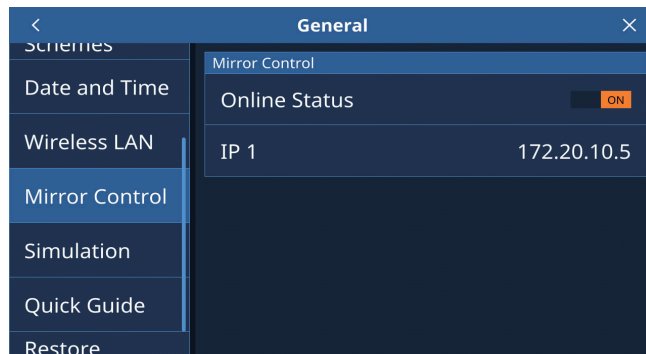 General
Schemes
Date and Time
Wireless LAN
Mirror Control
Simulation
Quick Guide
Restore
Mirror Control
Online Status ON
IP 1 172.20.10.5